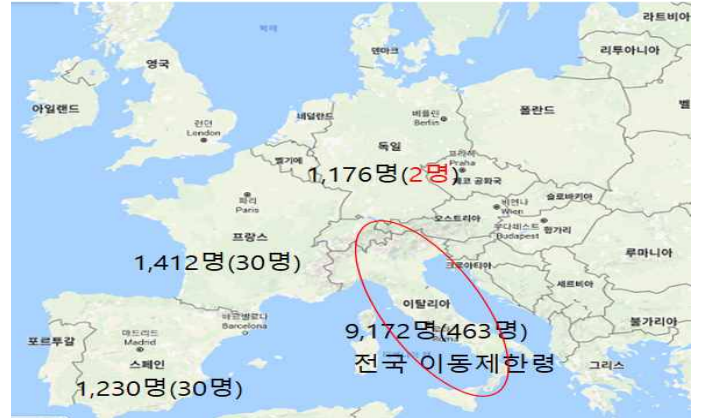 라트비아
북해
덴마크
리투아니아
영국
아일랜드
런던
London
네덜란드
베를린
Berlin
폴란드
벨
독일
벨기에
프라하
Praha
1,176명(2명)
체코 공화국
파리
Paris
슬로바키아
비엔나
Wien
오스트리아
부다페스트
Budapest
헝가리
프랑스
1,412명(30명)
크로아티아
루마니아
세르비아
이탈리아
바르셀로나
Barcelona
9,172명(463명)
불가리아
포르투갈
마드리드
Madrid
전국 이동제한령
스페인
그리스
1,230명(30명)